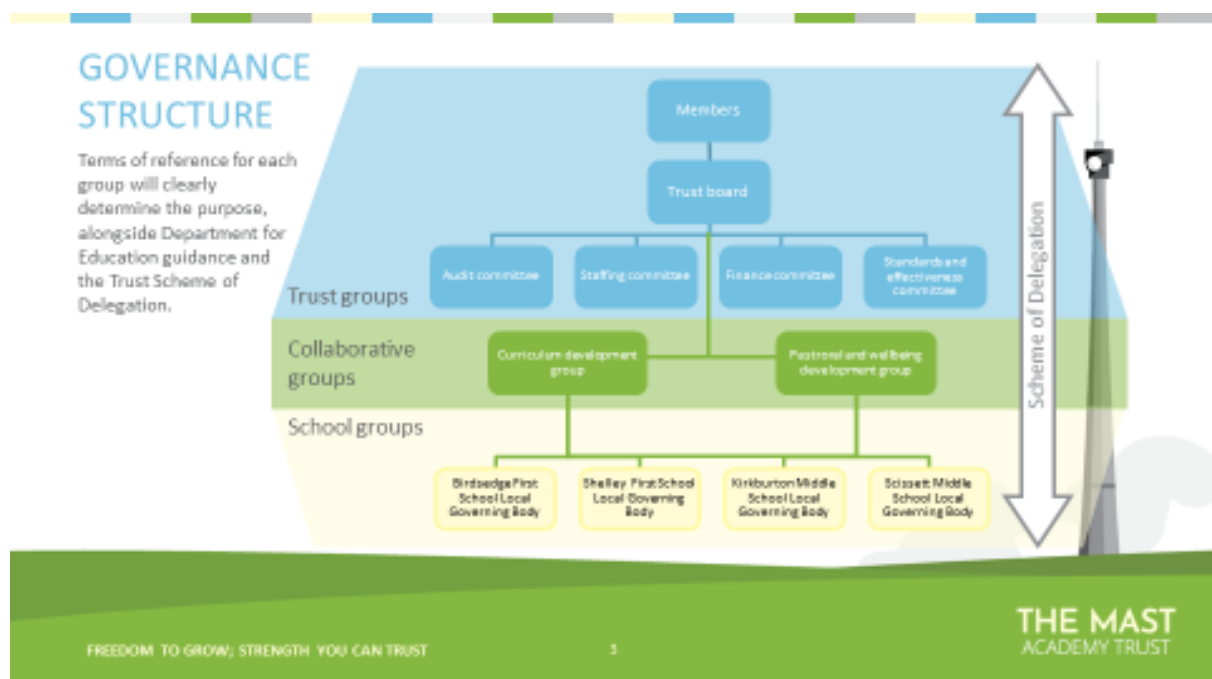 GOVERNANCE
STRUCTURE
Terms of reference for each
group will clearly
determine the purpose,
alongside Department for
Education guidance and
the Trust Scheme of
Delegation.
Members
Trust board
Audit committee
Staffing committee
Finance committee
Standards and
effectiveness
committee
Trust groups
Collaborative
groups
Curriculum development
group
Pastoral and wellbeing
development group
School groups
Birdsedge First
School Local
Governing Body
Shelley First School
Local Governing
Body
Kirkburton Middle
School Local
Governing Body
Scissett Middle
School Local
Governing Body
Scheme of Delegation
FREEDOM TO GROW; STRENGTH YOU CAN TRUST
3
THE MAST
ACADEMY TRUST